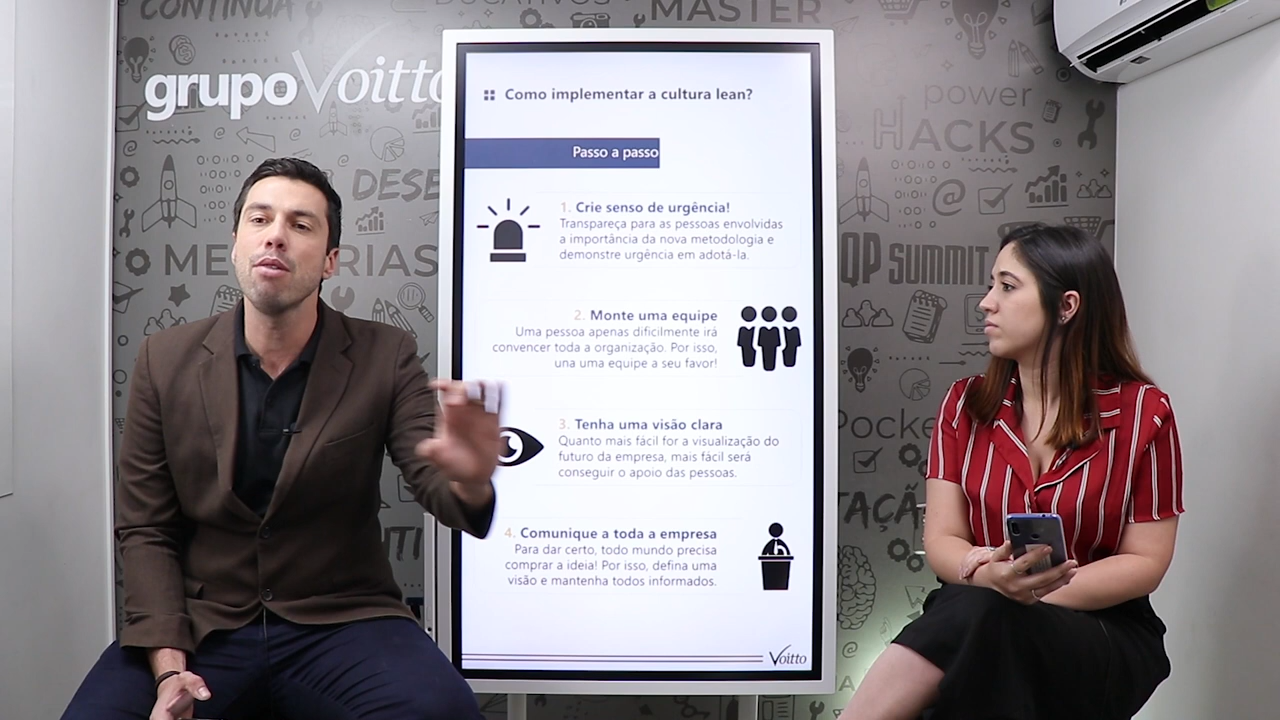 CONTINUA
EDUCATIVOS
MASTER
grupo Voitto
power
HACKS
QP SUMMIT
Como implementar a cultura lean?
Passo a passo
1. Crie senso de urgência!
Transpareça para as pessoas envolvidas
a importância da nova metodologia e
demonstre urgência em adotá-la.
2. Monte uma equipe
Uma pessoa apenas dificilmente irá
convencer toda a organização. Por isso,
una uma equipe a seu favor!
3. Tenha uma visão clara
Quanto mais fácil for a visualização do
futuro da empresa, mais fácil será
conseguir o apoio das pessoas.
4. Comunique a toda a empresa
Para dar certo, todo mundo precisa
comprar a ideia! Por isso, defina uma
visão e mantenha todos informados.
Voitto